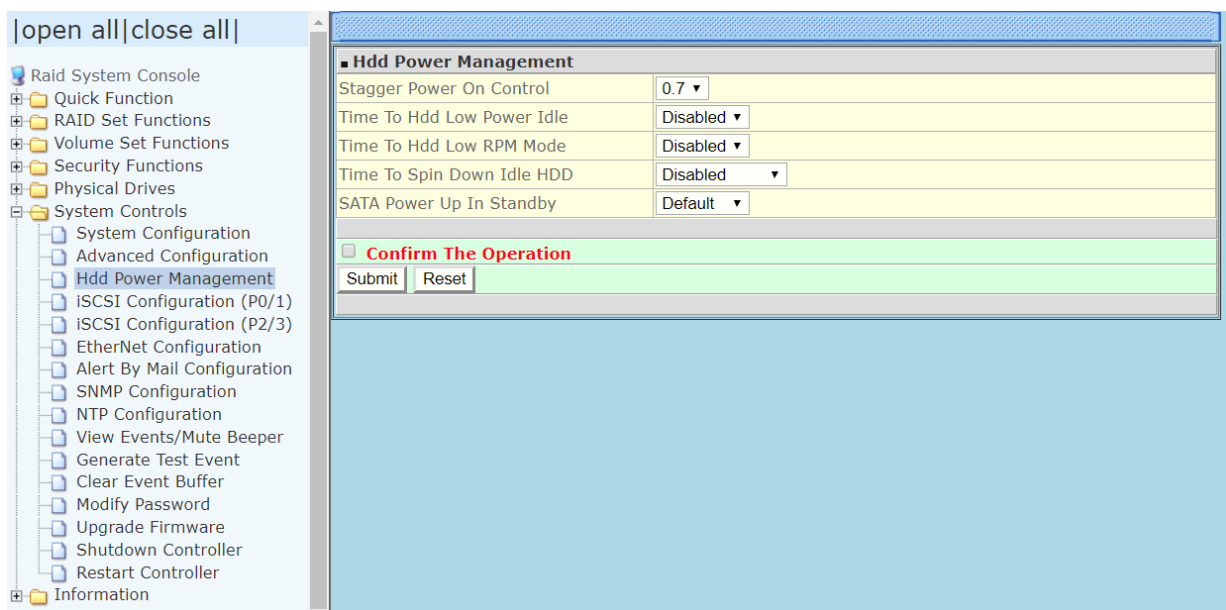 |open all|close all|
Raid System Console
Quick Function
RAID Set Functions
Volume Set Functions
Security Functions
Physical Drives
System Controls
System Configuration
Advanced Configuration
Hdd Power Management
iSCSI Configuration (P0/1)
iSCSI Configuration (P2/3)
EtherNet Configuration
Alert By Mail Configuration
SNMP Configuration
NTP Configuration
View Events/Mute Beeper
Generate Test Event
Clear Event Buffer
Modify Password
Upgrade Firmware
Shutdown Controller
Restart Controller
Information
Hdd Power Management
Stagger Power On Control 0.7
Time To Hdd Low Power Idle Disabled
Time To Hdd Low RPM Mode Disabled
Time To Spin Down Idle HDD Disabled
SATA Power Up In Standby Default
Confirm The Operation
Submit Reset